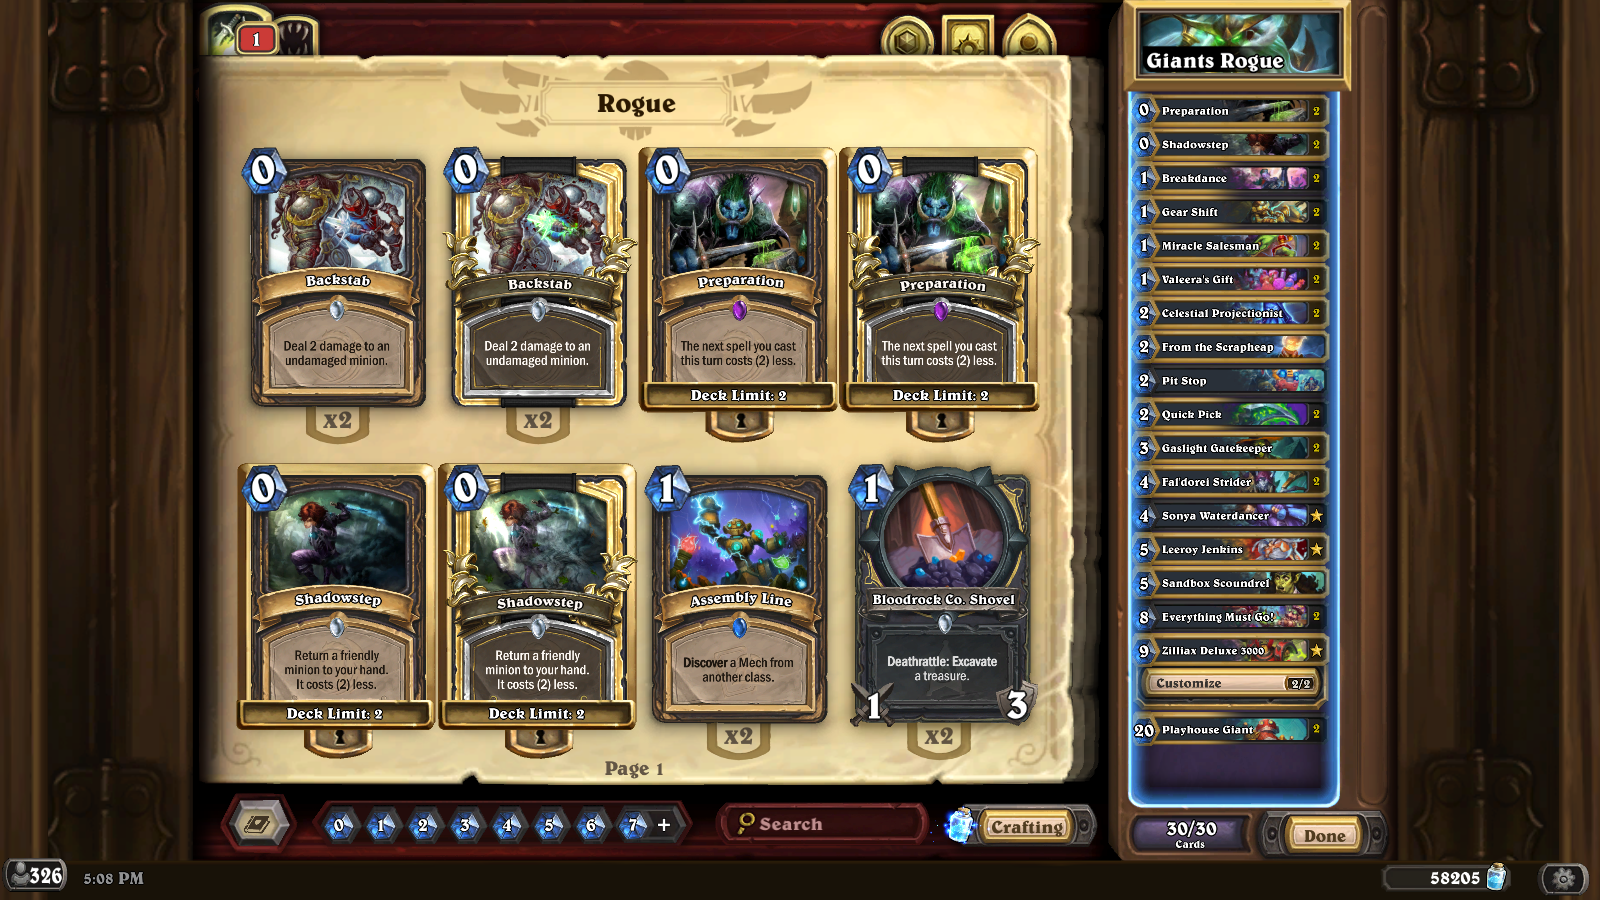 1
Rogue
0
Backstab
Deal 2 damage to an
undamaged minion.
x2
0
Backstab
Deal 2 damage to an
undamaged minion.
x2
0
Preparation
The next spell you cast
this turn costs (2) less.
Deck Limit: 2
0
Preparation
The next spell you cast
this turn costs (2) less.
Deck Limit: 2
0
Shadowstep
Return a friendly
minion to your hand.
It costs (2) less.
Deck Limit: 2
0
Shadowstep
Return a friendly
minion to your hand.
It costs (2) less.
Deck Limit: 2
1
Assembly Line
Discover a Mech from
another class.
x2
1
Bloodrock Co. Shovel
Deathrattle: Excavate
a treasure.
1 3
x2
Page 1
0 1 2 3 4 5 6 7 +
Search
Crafting
Giants Rogue
0 Preparation 2
0 Shadowstep 2
1 Breakdance 2
1 Gear Shift 2
1 Miracle Salesman 2
1 Valeera's Gift 2
2 Celestial Projectionist 2
2 From the Scrapheap
2 Pit Stop
2 Quick Pick 2
3 Gaslight Gatekeeper 2
4 Fal'dorei Strider 2
4 Sonya Waterdancer
5 Leeroy Jenkins
5 Sandbox Scoundrel
8 Everything Must Go! 2
9 Zilliax Deluxe 3000
Customize 2/2
20 Playhouse Giant 2
30/30
Cards
Done
326
5:08 PM
58205